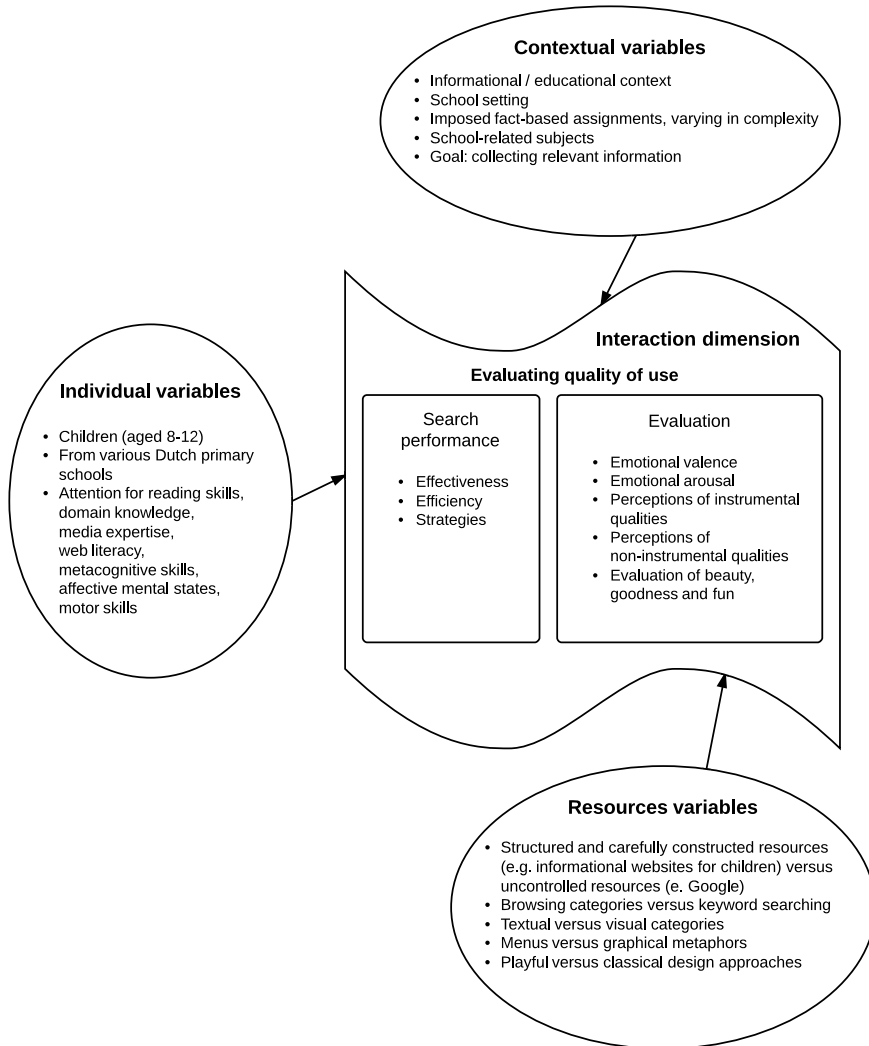 Contextual variables
• Informational / educational context
• School setting
• Imposed fact-based assignments, varying in complexity
• School-related subjects
• Goal: collecting relevant information
Interaction dimension
Evaluating quality of use
Individual variables
• Children (aged 8-12)
• From various Dutch primary
schools
• Attention for reading skills,
domain knowledge,
media expertise,
web literacy,
metacognitive skills,
affective mental states,
motor skills
Search
performance
• Effectiveness
• Efficiency
• Strategies
Evaluation
• Emotional valence
• Emotional arousal
• Perceptions of instrumental
qualities
• Perceptions of
non-instrumental qualities
• Evaluation of beauty,
goodness and fun
Resources variables
• Structured and carefully constructed resources
(e.g. informational websites for children) versus
uncontrolled resources (e. Google)
• Browsing categories versus keyword searching
• Textual versus visual categories
• Menus versus graphical metaphors
• Playful versus classical design approaches